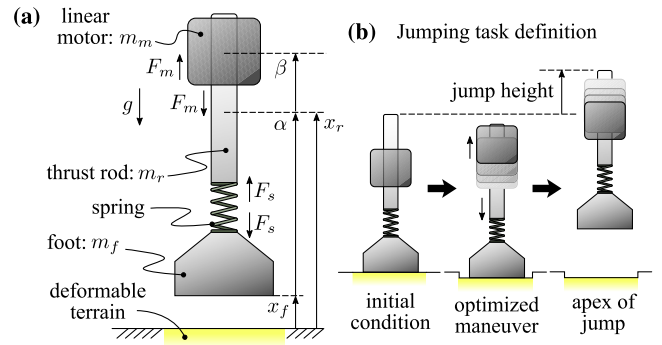 (a)
linear
motor: m_m
F_m
F_m
g
β
α
x_r
thrust rod: m_r
F_s
spring
F_s
foot: m_f
deformable
terrain
x_f
(b) Jumping task definition
jump height
initial
condition
optimized
maneuver
apex of
jump